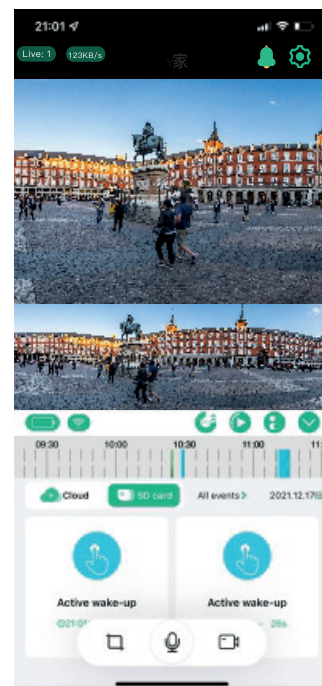 21:01
Live: 1 123KB/s 家
09:30 10:00 10:30 11:00 11:
Cloud SD card All events 2021.12.17
Active wake-up Active wake-up
26s